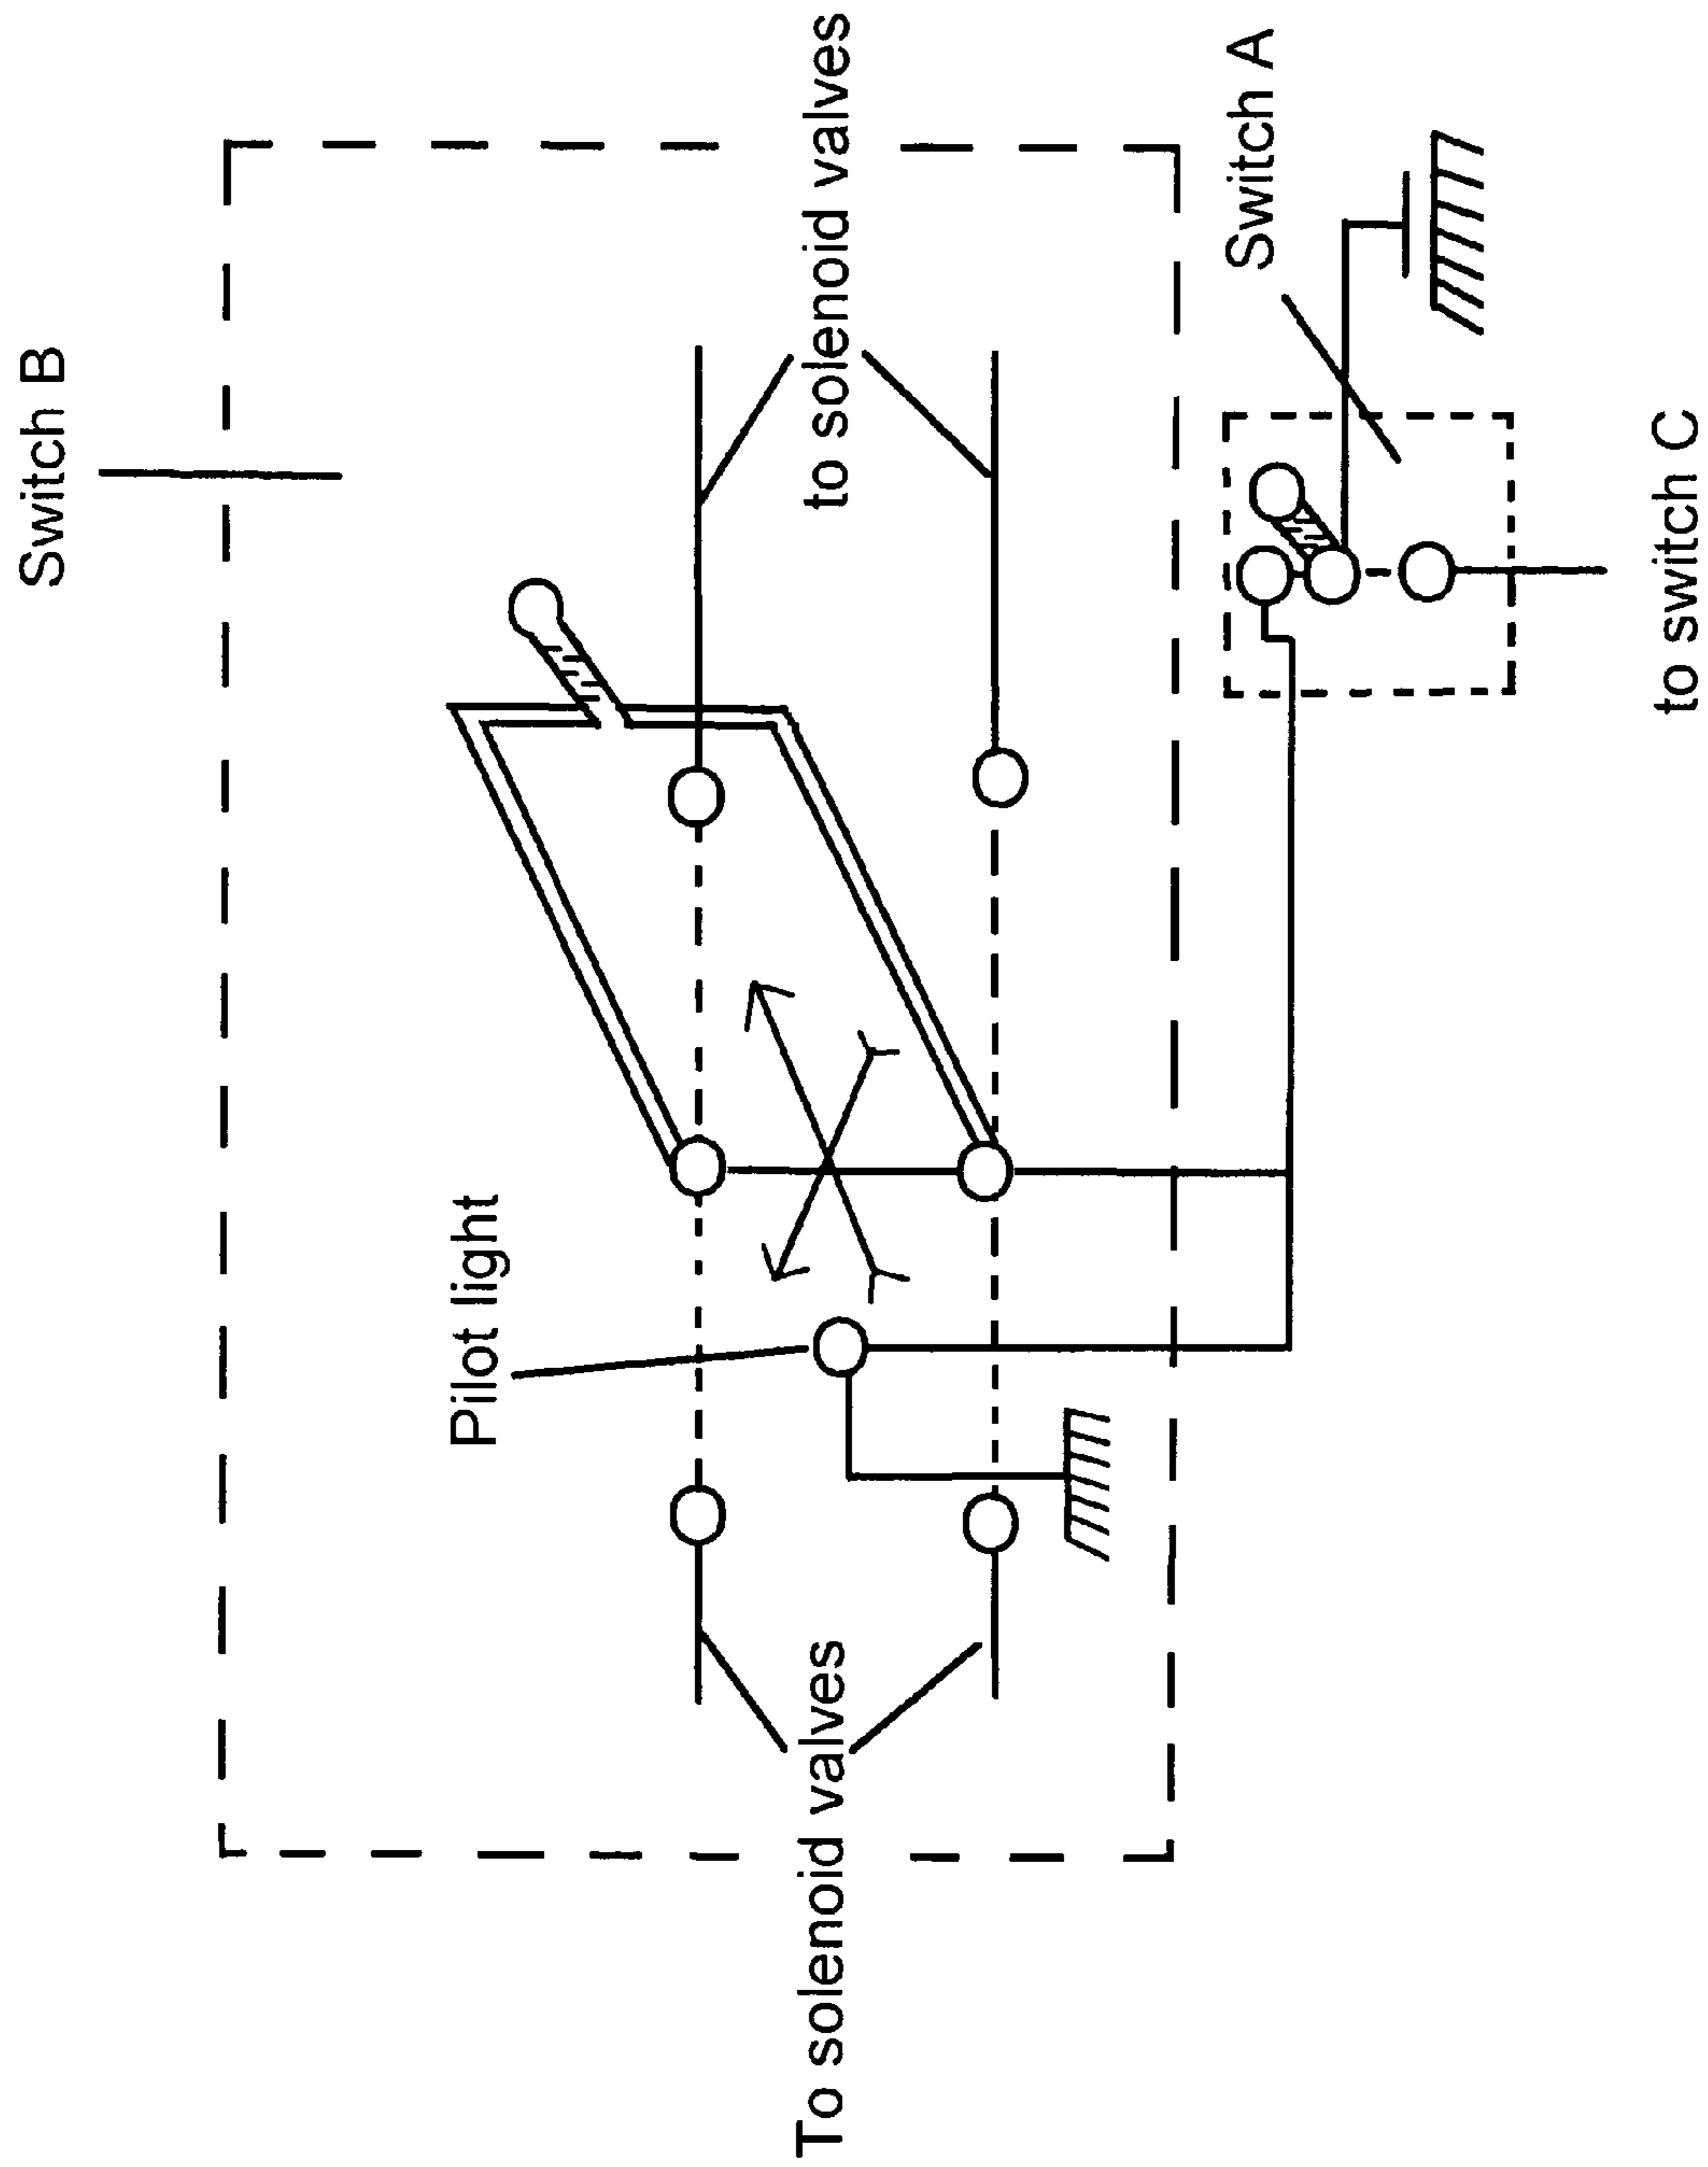 Switch B
Pilot light
To solenoid valves
to solenoid valves
Switch A
to switch C